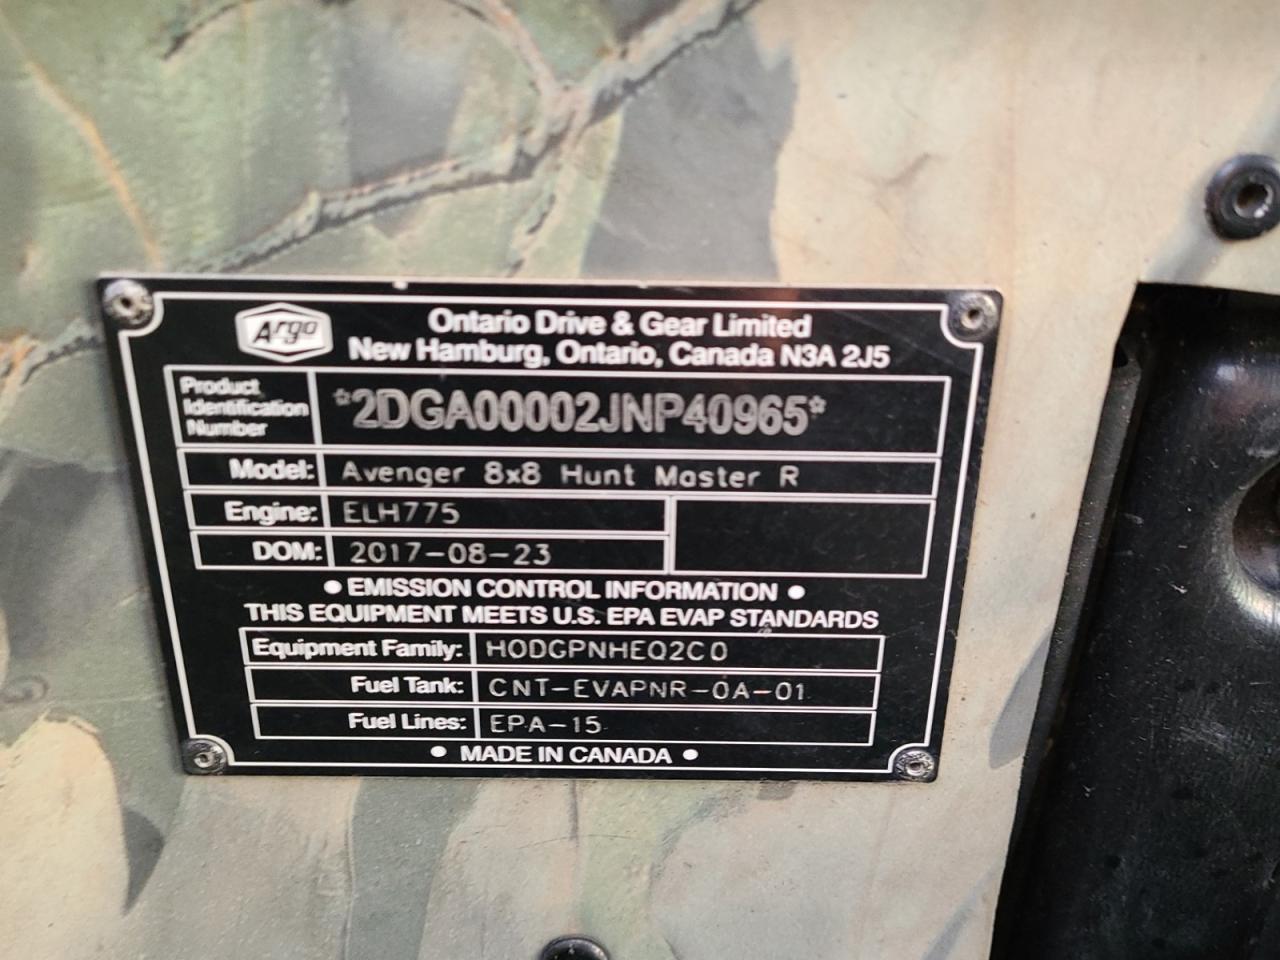 Argo
Ontario Drive & Gear Limited
New Hamburg, Ontario, Canada N3A 2J5
Product Identification Number *2DGA00002JNP40965*
Model: Avenger 8x8 Hunt Master R
Engine: ELH775
DOM: 2017-08-23
• EMISSION CONTROL INFORMATION •
THIS EQUIPMENT MEETS U.S. EPA EVAP STANDARDS
Equipment Family: HODGPNHEQ2C0
Fuel Tank: CNT-EVAPNR-0A-01
Fuel Lines: EPA-15
• MADE IN CANADA •